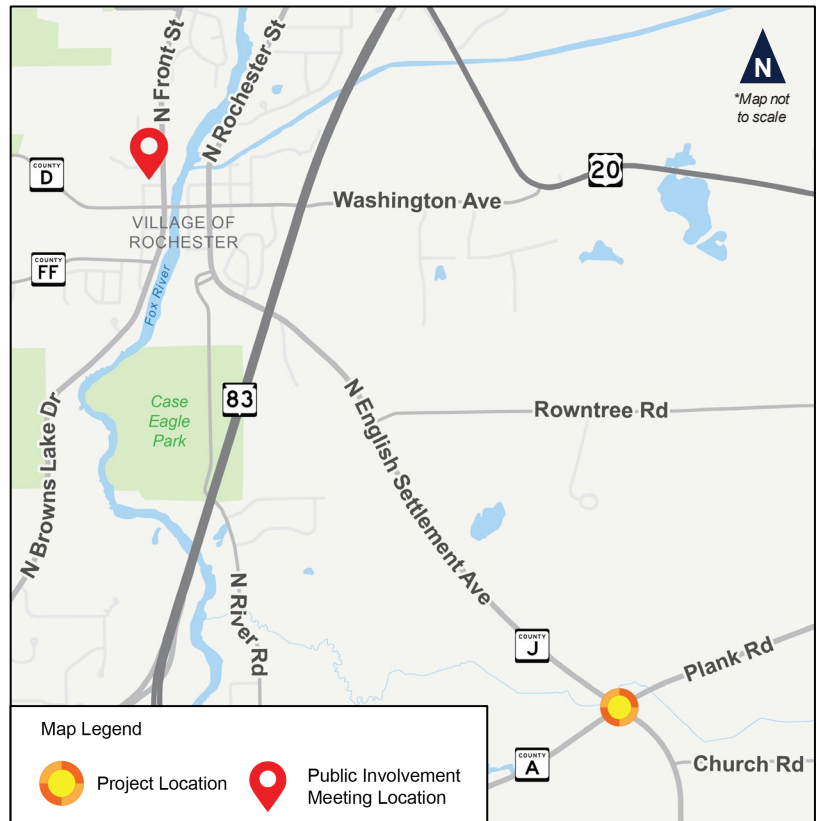 N Front St
N Rochester St
N
*Map not
to scale
COUNTY
D
20
Washington Ave
VILLAGE OF
ROCHESTER
COUNTY
FF
Fox River
83
Case
Eagle
Park
N Browns Lake Dr
Rowntree Rd
N English Settlement Ave
N River Rd
COUNTY
J
Plank Rd
COUNTY
A
Church Rd
Map Legend
Project Location
Public Involvement
Meeting Location